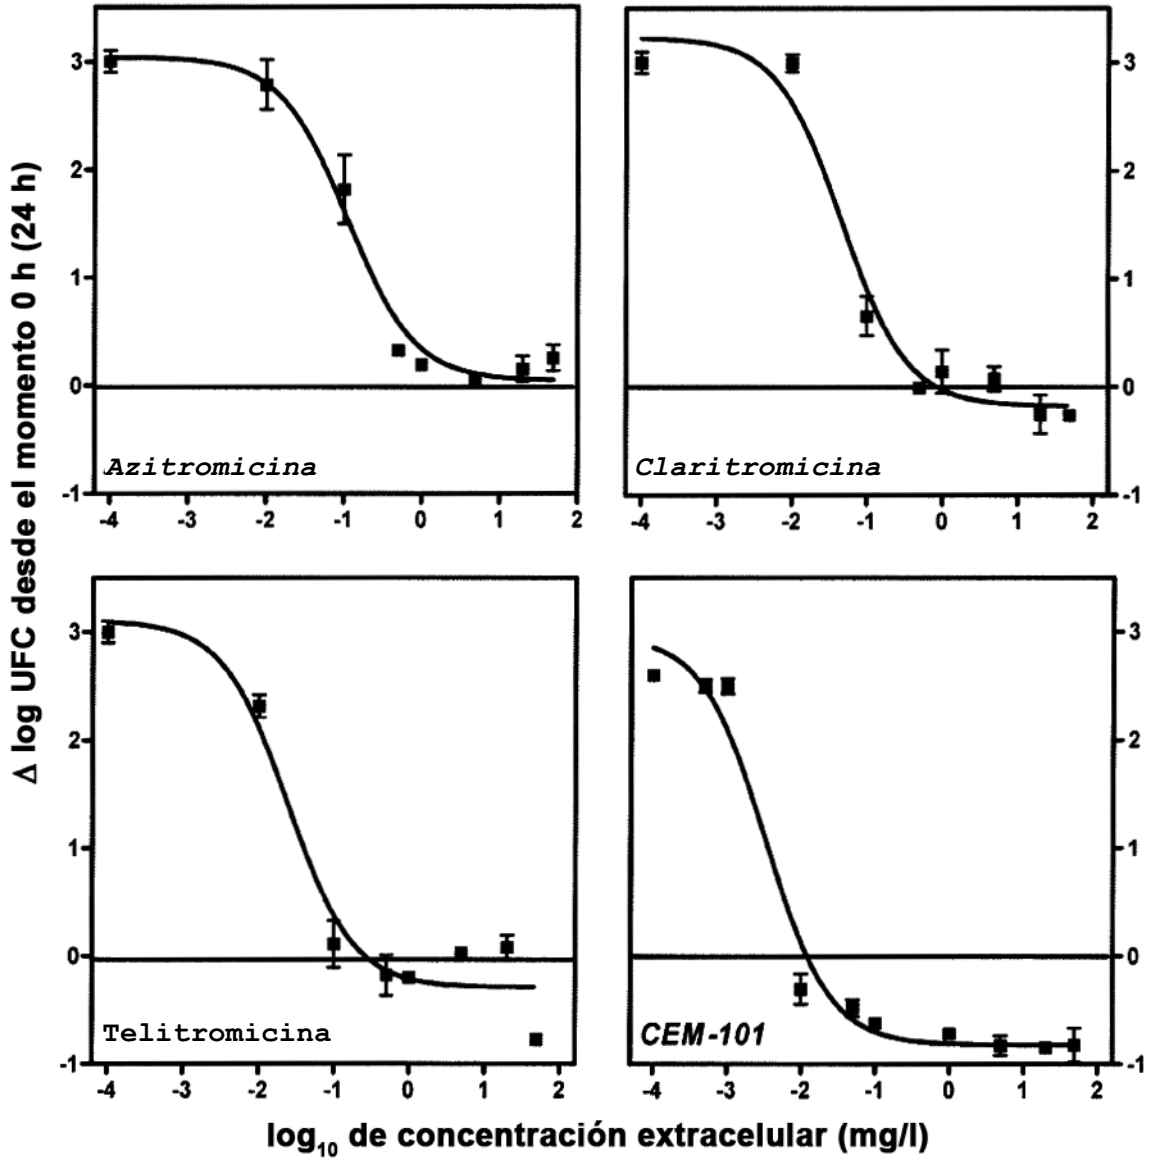 Δ log UFC desde el momento 0 h (24 h)
3
2
1
0
-1
Azitromicina
-4 -3 -2 -1 0 1 2
3
2
1
0
-1
Claritromicina
-4 -3 -2 -1 0 1 2
3
2
1
0
-1
Telitromicina
-4 -3 -2 -1 0 1 2
3
2
1
0
-1
CEM-101
-4 -3 -2 -1 0 1 2
log10 de concentración extracelular (mg/l)